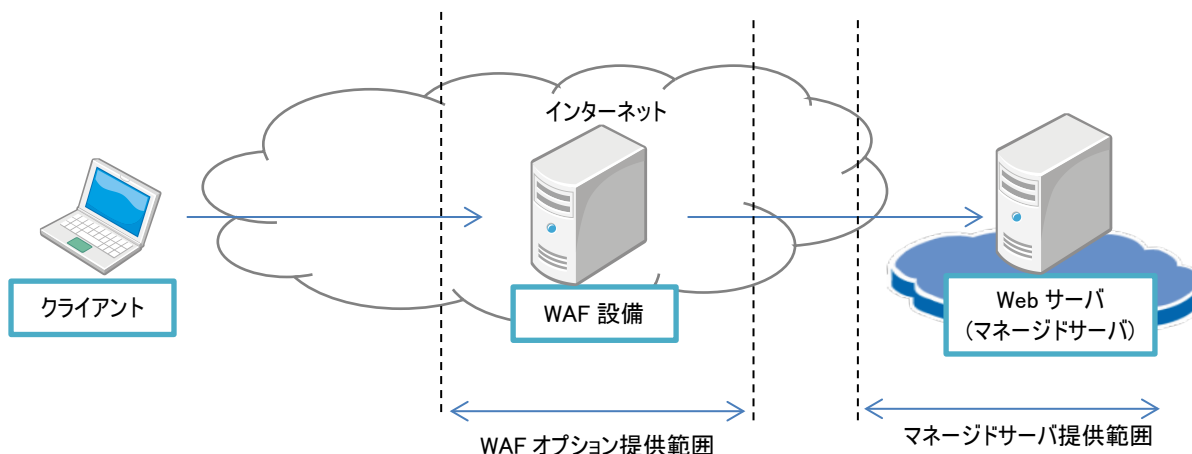 インターネット
クライアント
WAF 設備
Web サーバ
(マネージドサーバ)
WAF オプション提供範囲
マネージドサーバ提供範囲